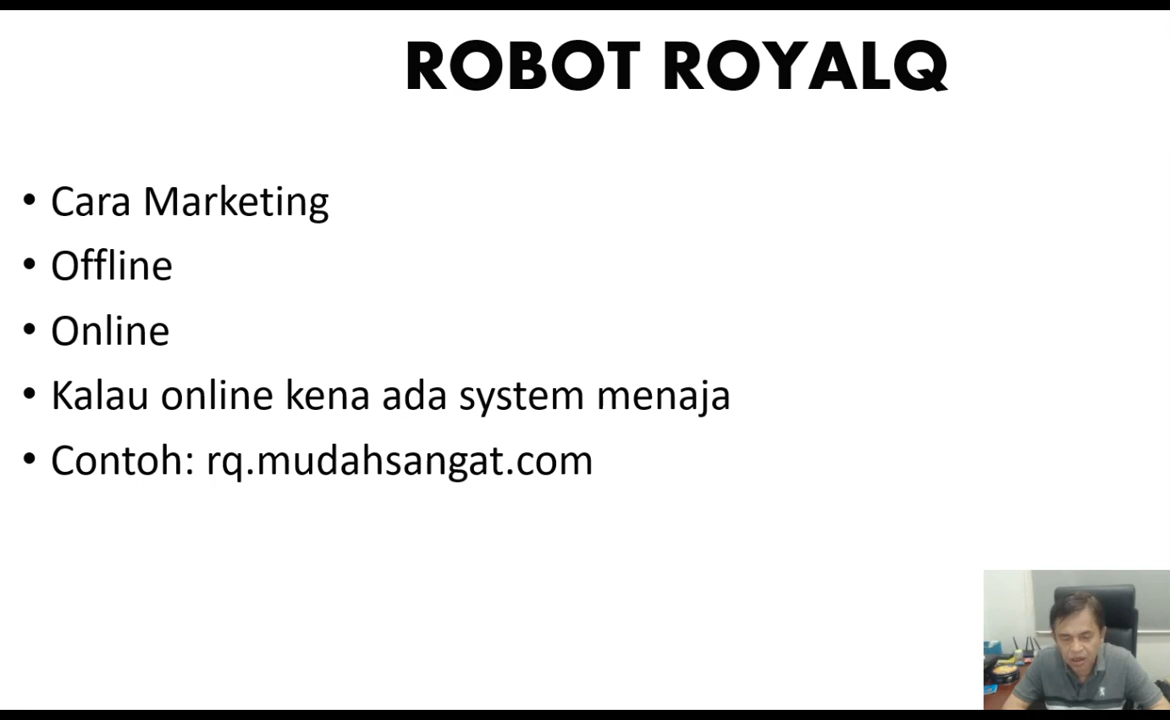 ROBOT ROYALQ
• Cara Marketing
• Offline
• Online
• Kalau online kena ada system menaja
• Contoh: rq.mudahsangat.com